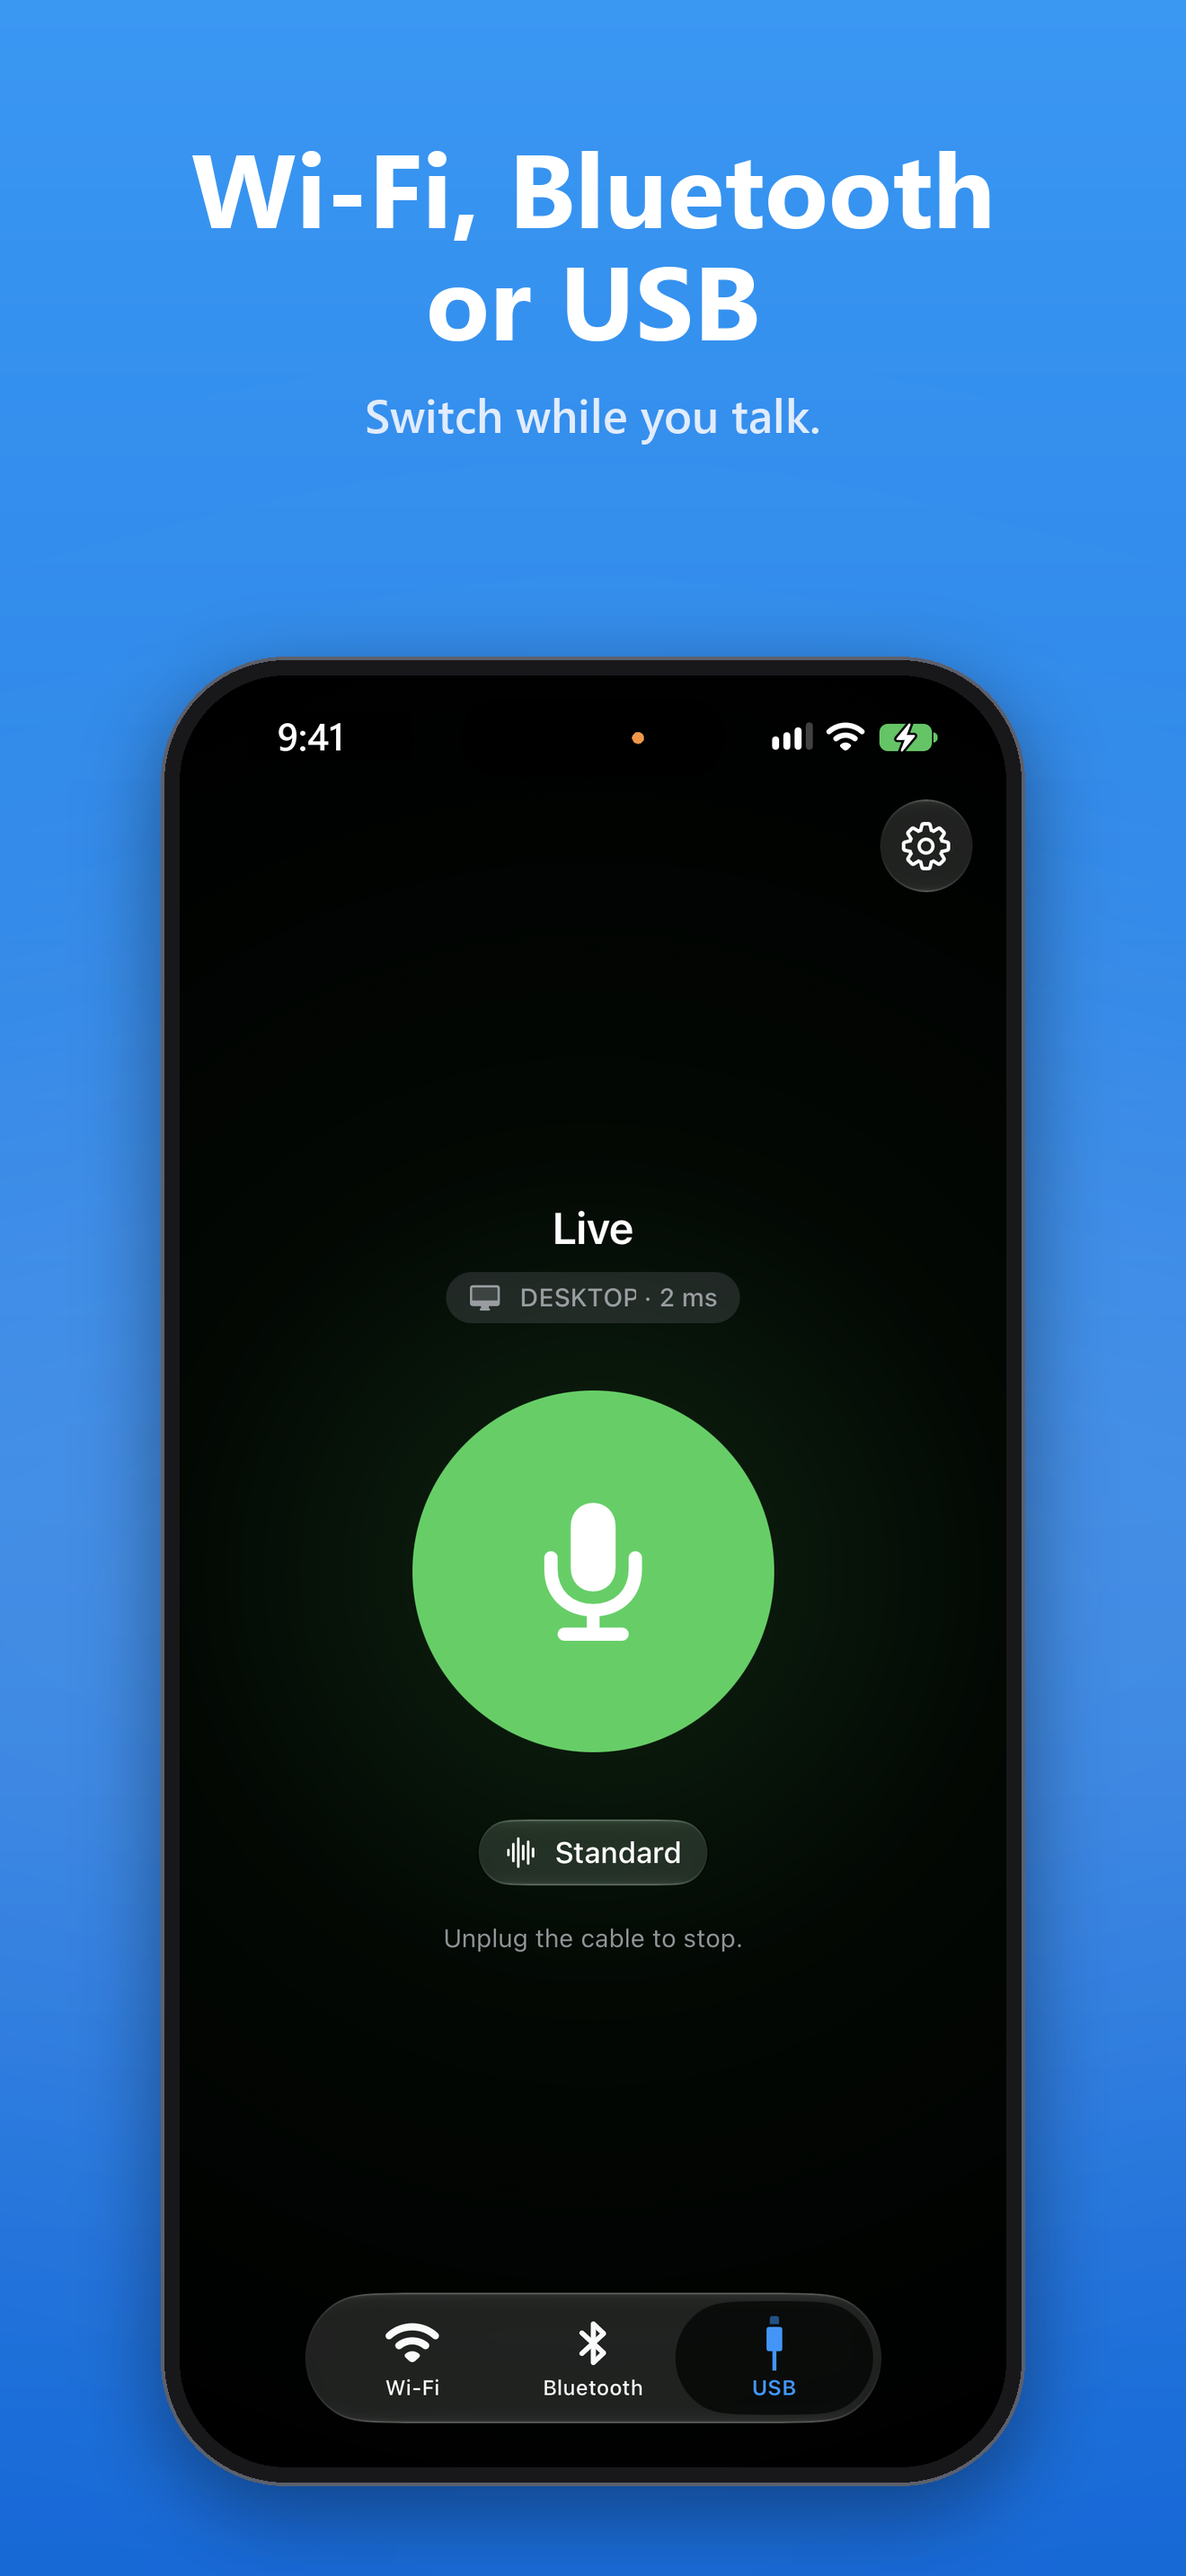 Wi-Fi, Bluetooth
or USB
Switch while you talk.
9:41
Live
DESKTOP · 2 ms
Standard
Unplug the cable to stop.
Wi-Fi Bluetooth USB